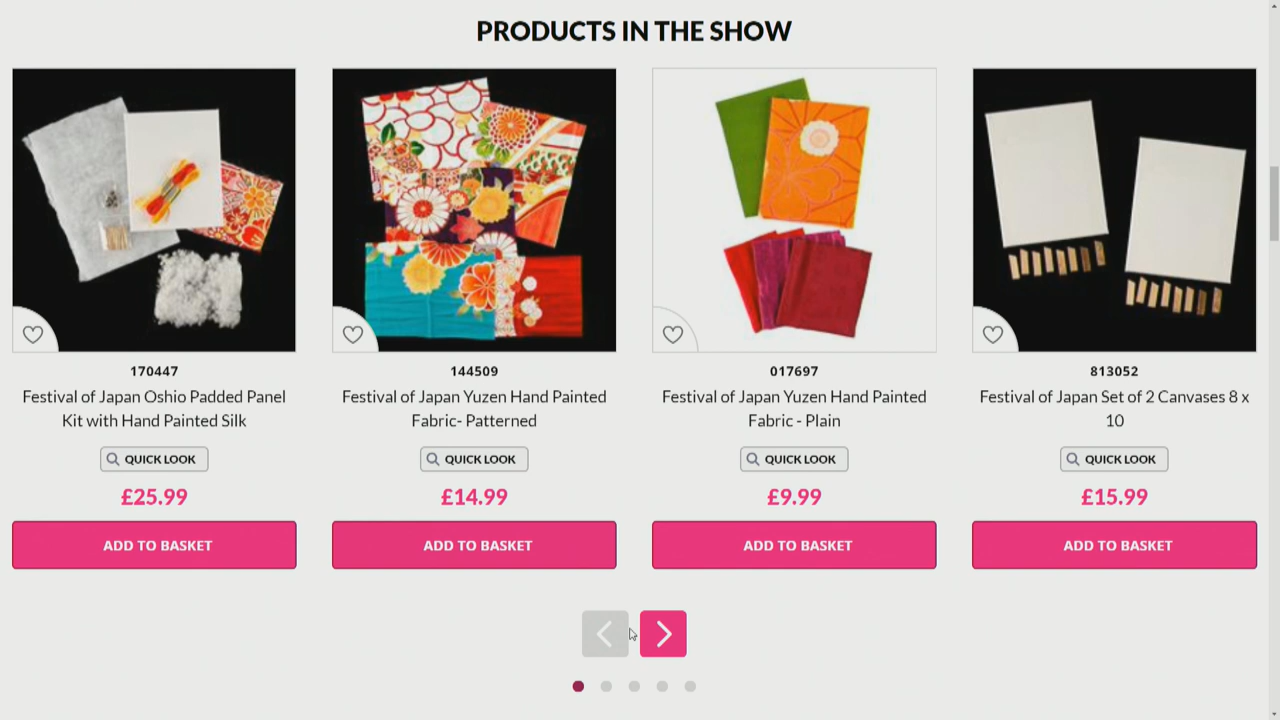 PRODUCTS IN THE SHOW
170447
Festival of Japan Oshio Padded Panel
Kit with Hand Painted Silk
QUICK LOOK
£25.99
ADD TO BASKET
144509
Festival of Japan Yuzen Hand Painted
Fabric- Patterned
QUICK LOOK
£14.99
ADD TO BASKET
017697
Festival of Japan Yuzen Hand Painted
Fabric - Plain
QUICK LOOK
£9.99
ADD TO BASKET
813052
Festival of Japan Set of 2 Canvases 8 x
10
QUICK LOOK
£15.99
ADD TO BASKET